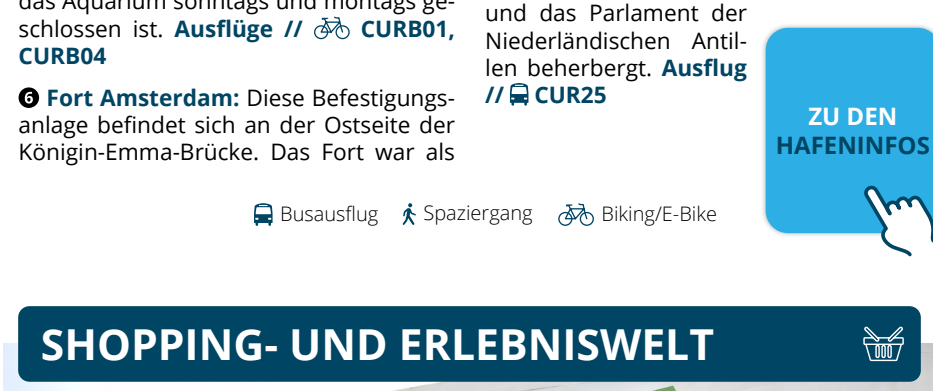 das Aquarium sonntags und montags ge-
schlossen ist. Ausflüge // CURB01,
CURB04
❻ Fort Amsterdam: Diese Befestigungs-
anlage befindet sich an der Ostseite der
Königin-Emma-Brücke. Das Fort war als
und das Parlament der
Niederländischen Antil-
len beherbergt. Ausflug
// CUR25
ZU DEN
HAFENINFOS
Busausflug Spaziergang Biking/E-Bike
SHOPPING- UND ERLEBNISWELT